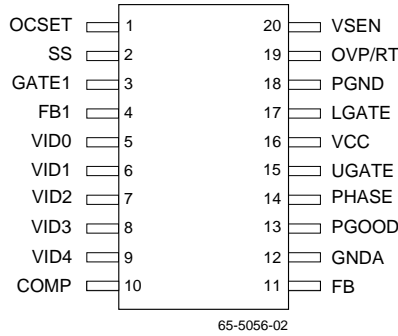 OCSET 1 20 VSEN
SS 2 19 OVP/RT
GATE1 3 18 PGND
FB1 4 17 LGATE
VID0 5 16 VCC
VID1 6 15 UGATE
VID2 7 14 PHASE
VID3 8 13 PGOOD
VID4 9 12 GNDA
COMP 10 11 FB
65-5056-02